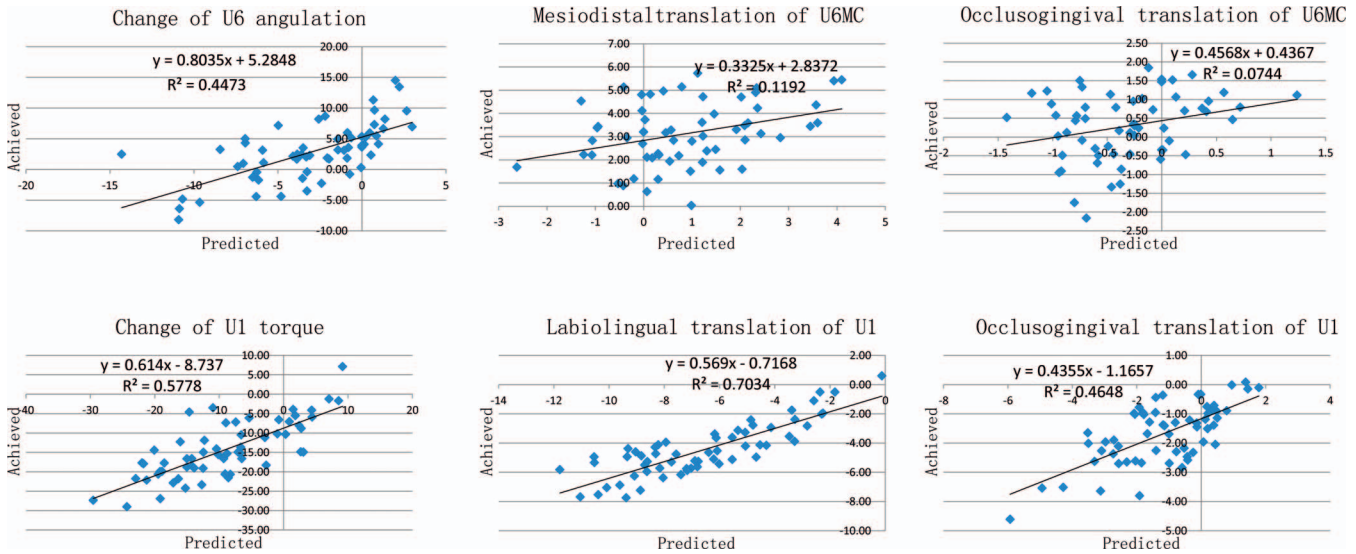 Change of U6 angulation
y = 0.8035x + 5.2848
R² = 0.4473
Achieved
20.00
15.00
10.00
5.00
0.00
-5.00
-10.00
-20 -15 -10 -5 0 5
Predicted
Mesiodistaltranslation of U6MC
y = 0.3325x + 2.8372
R² = 0.1192
Achieved
7.00
6.00
5.00
4.00
3.00
2.00
1.00
0.00
-3 -2 -1 0 1 2 3 4 5
Predicted
Occlusogingival translation of U6MC
y = 0.4568x + 0.4367
R² = 0.0744
Achieved
2.50
2.00
1.50
1.00
0.50
0.00
-0.50
-1.00
-1.50
-2.00
-2.50
-1.5 -1 -0.5 0 0.5 1 1.5
Predicted
Change of U1 torque
y = 0.614x - 8.737
R² = 0.5778
Achieved
10.00
5.00
0.00
-5.00
-10.00
-15.00
-20.00
-25.00
-30.00
-35.00
-40 -30 -20 -10 0 10 20
Predicted
Labiolingual translation of U1
y = 0.569x - 0.7168
R² = 0.7034
Achieved
2.00
0.00
-2.00
-4.00
-6.00
-8.00
-10.00
-14 -12 -10 -8 -6 -4 -2 0
Predicted
Occlusogingival translation of U1
y = 0.4355x - 1.1657
R² = 0.4648
Achieved
1.00
0.00
-1.00
-2.00
-3.00
-4.00
-5.00
-8 -6 -4 -2 0 2 4
Predicted